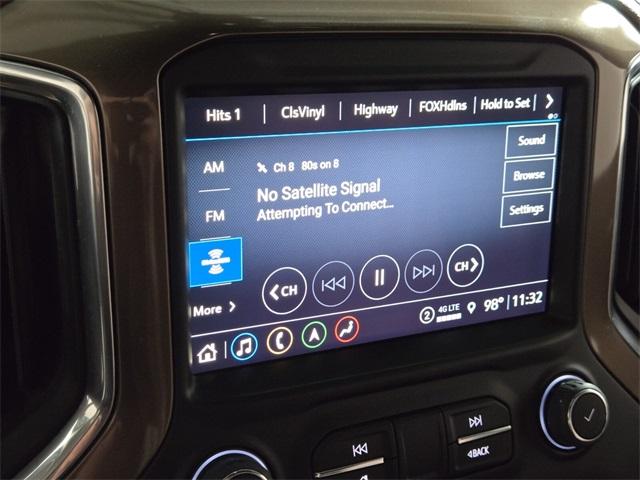 Hits 1 ClsVinyl Highway FOXHdlns Hold to Set
AM
FM
More
Ch 8 80s on 8
No Satellite Signal
Attempting To Connect...
Sound
Browse
Settings
CH
CH
2 4G LTE 98° 11:32
BACK